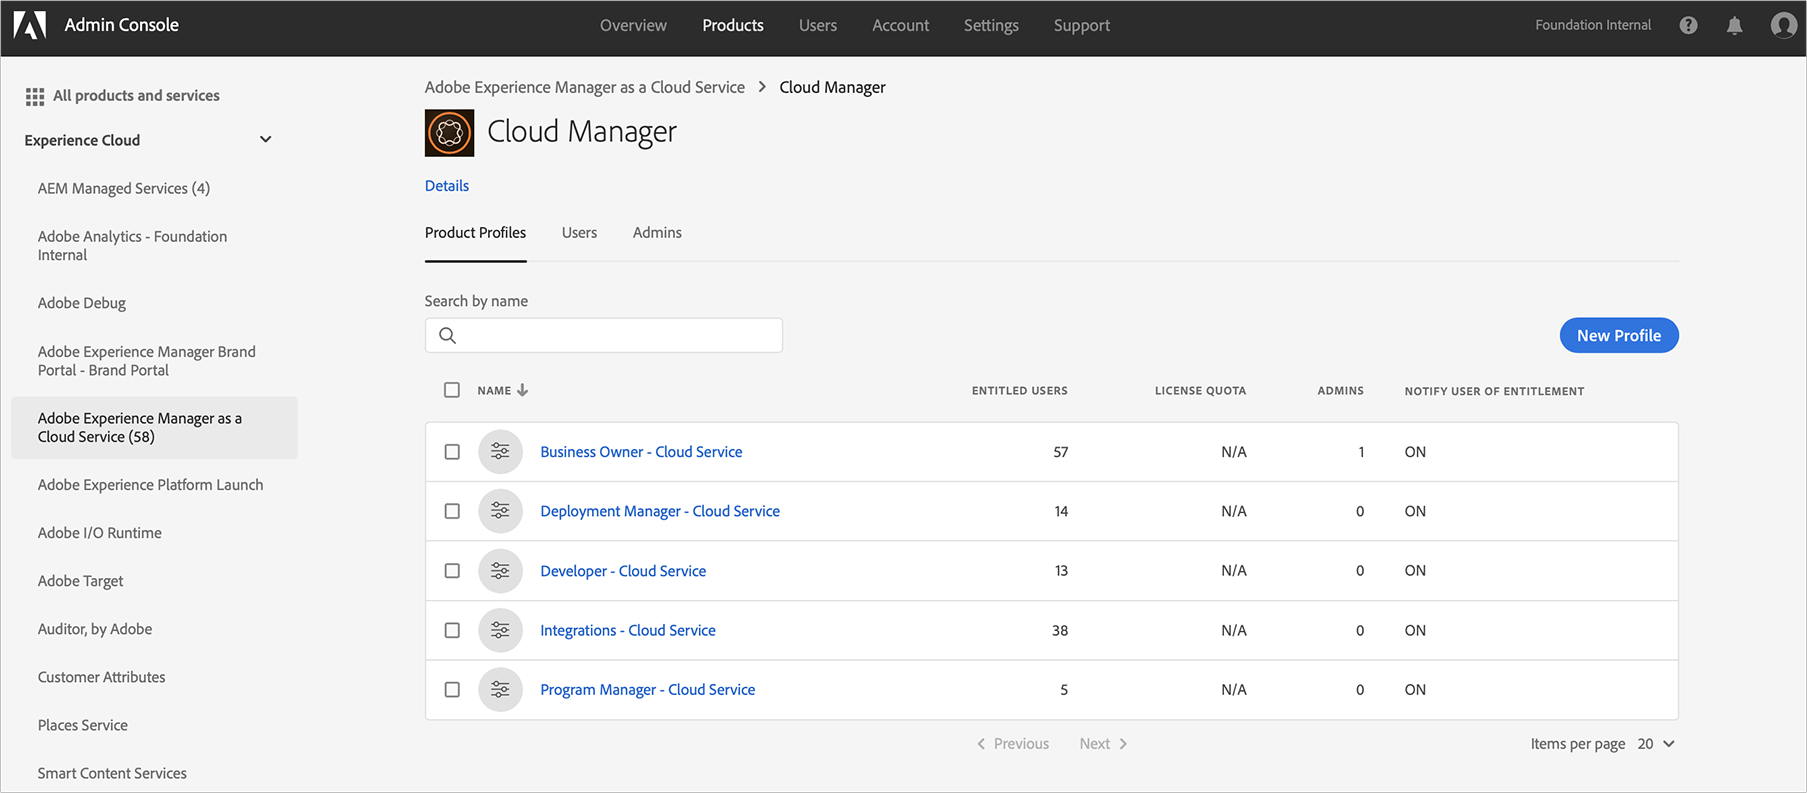 Admin Console
Overview
Products
Users
Account
Settings
Support
Foundation Internal
All products and services
Experience Cloud
AEM Managed Services (4)
Adobe Analytics - Foundation
Internal
Adobe Debug
Adobe Experience Manager Brand
Portal - Brand Portal
Adobe Experience Manager as a
Cloud Service (58)
Adobe Experience Platform Launch
Adobe I/O Runtime
Adobe Target
Auditor, by Adobe
Customer Attributes
Places Service
Smart Content Services
Adobe Experience Manager as a Cloud Service > Cloud Manager
Cloud Manager
Details
Product Profiles
Users
Admins
Search by name
New Profile
NAME ENTITLED USERS LICENSE QUOTA ADMINS NOTIFY USER OF ENTITLEMENT
Business Owner - Cloud Service 57 N/A 1 ON
Deployment Manager - Cloud Service 14 N/A 0 ON
Developer - Cloud Service 13 N/A 0 ON
Integrations - Cloud Service 38 N/A 0 ON
Program Manager - Cloud Service 5 N/A 0 ON
Previous
Next
Items per page 20